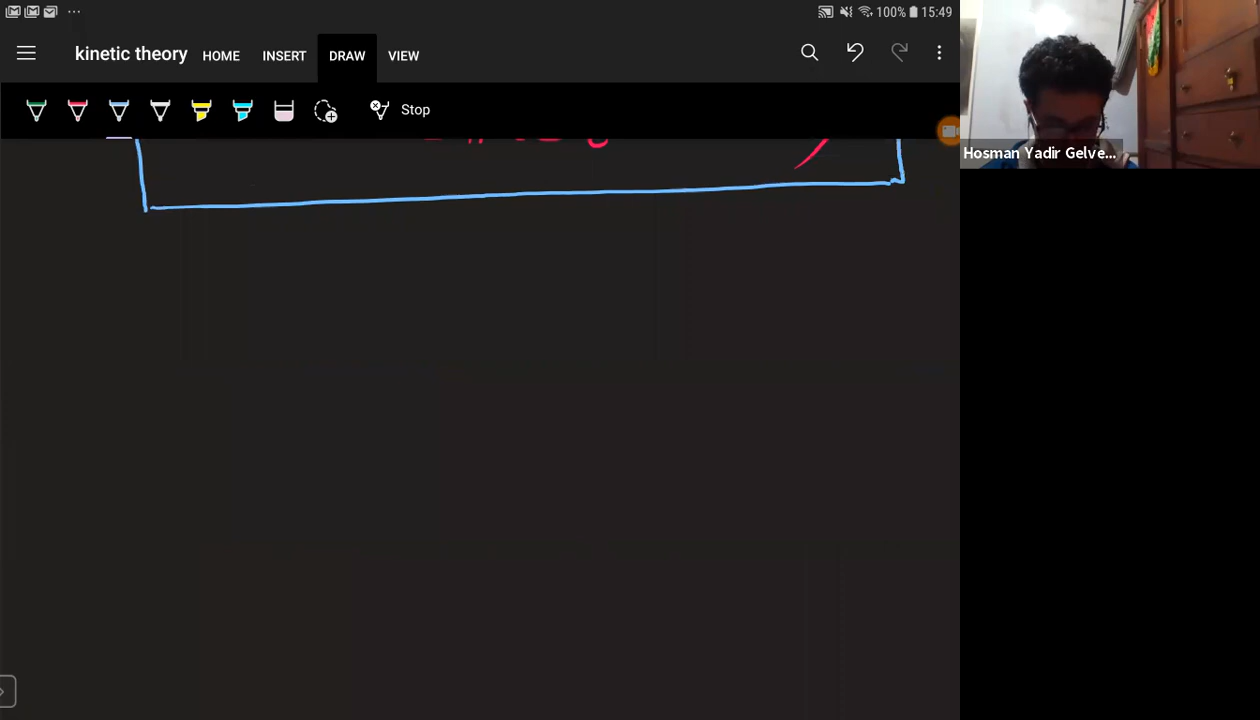 100% 15:49
kinetic theory HOME INSERT DRAW VIEW
Stop
Hosman Yadir Gelve...